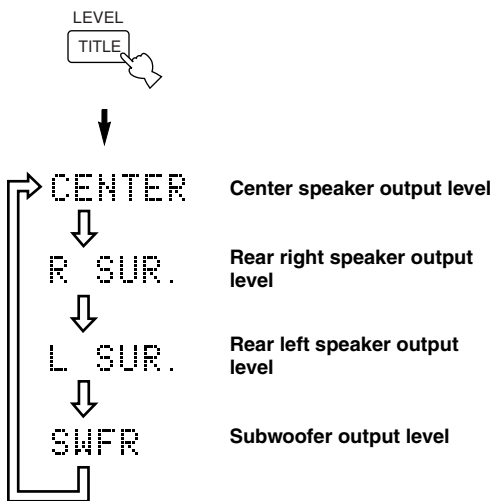 LEVEL
TITLE
CENTER
Center speaker output level
R SUR.
Rear right speaker output
level
L SUR.
Rear left speaker output
level
SWFR
Subwoofer output level